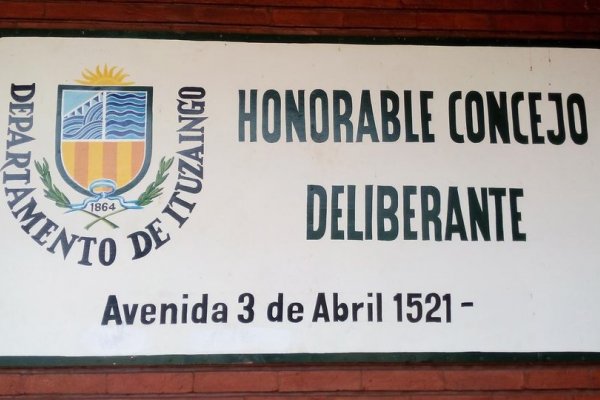 DEPARTAMENTO DE ITUZAINGO
1864
HONORABLE CONCEJO
DELIBERANTE
Avenida 3 de Abril 1521 -